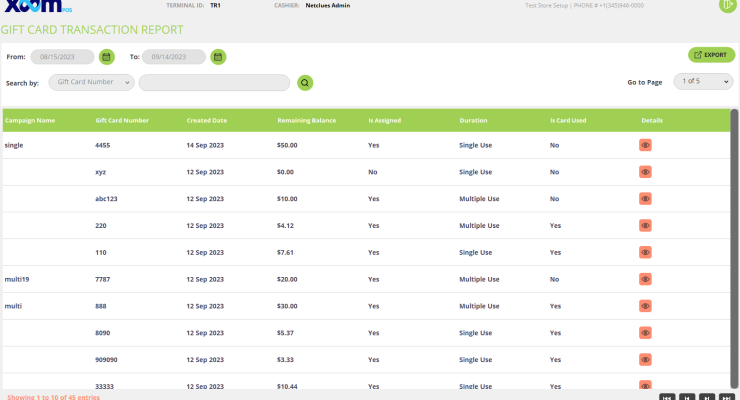 xoom POS
TERMINAL ID: TR1 CASHIER: Netclues Admin Test Store Setup | PHONE # +1(345)946-0000
GIFT CARD TRANSACTION REPORT
From: 08/15/2023 To: 09/14/2023 EXPORT
Search by: Gift Card Number Go to Page 1 of 5
Campaign Name Gift Card Number Created Date Remaining Balance Is Assigned Duration Is Card Used Details
single 4455 14 Sep 2023 $50.00 Yes Single Use No
xyz 12 Sep 2023 $0.00 No Single Use No
abc123 12 Sep 2023 $10.00 Yes Multiple Use No
220 12 Sep 2023 $4.12 Yes Multiple Use Yes
110 12 Sep 2023 $7.61 Yes Single Use Yes
multi19 7787 12 Sep 2023 $20.00 Yes Multiple Use No
multi 888 12 Sep 2023 $30.00 Yes Multiple Use Yes
8090 12 Sep 2023 $5.37 Yes Single Use Yes
909090 12 Sep 2023 $3.33 Yes Single Use Yes
33333 12 Sep 2023 $10.44 Yes Single Use Yes
Showing 1 to 10 of 45 entries